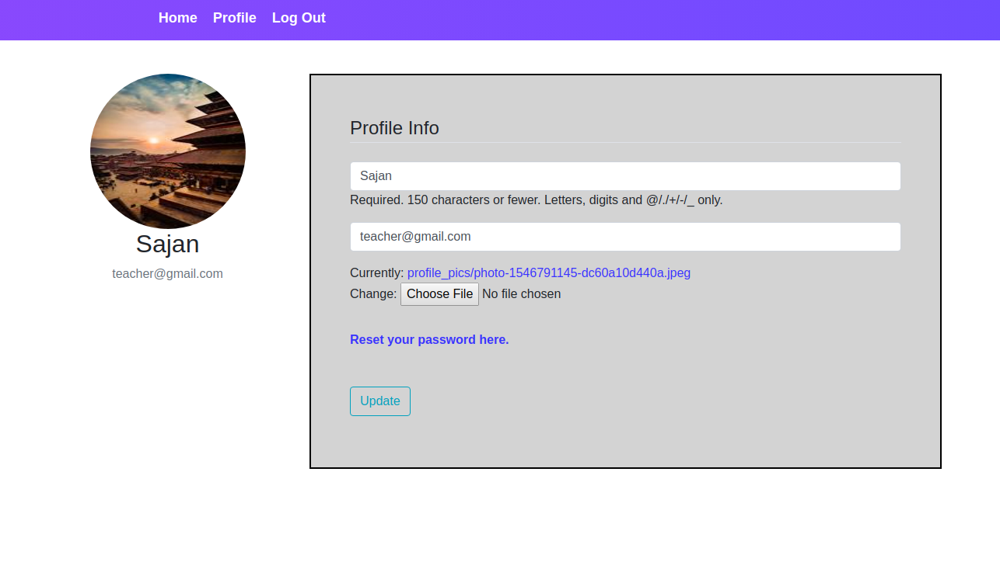 Home Profile Log Out
Sajan
teacher@gmail.com
Profile Info
Sajan
Required. 150 characters or fewer. Letters, digits and @/./+/-/_ only.
teacher@gmail.com
Currently: profile_pics/photo-1546791145-dc60a10d440a.jpeg
Change: Choose File No file chosen
Reset your password here.
Update